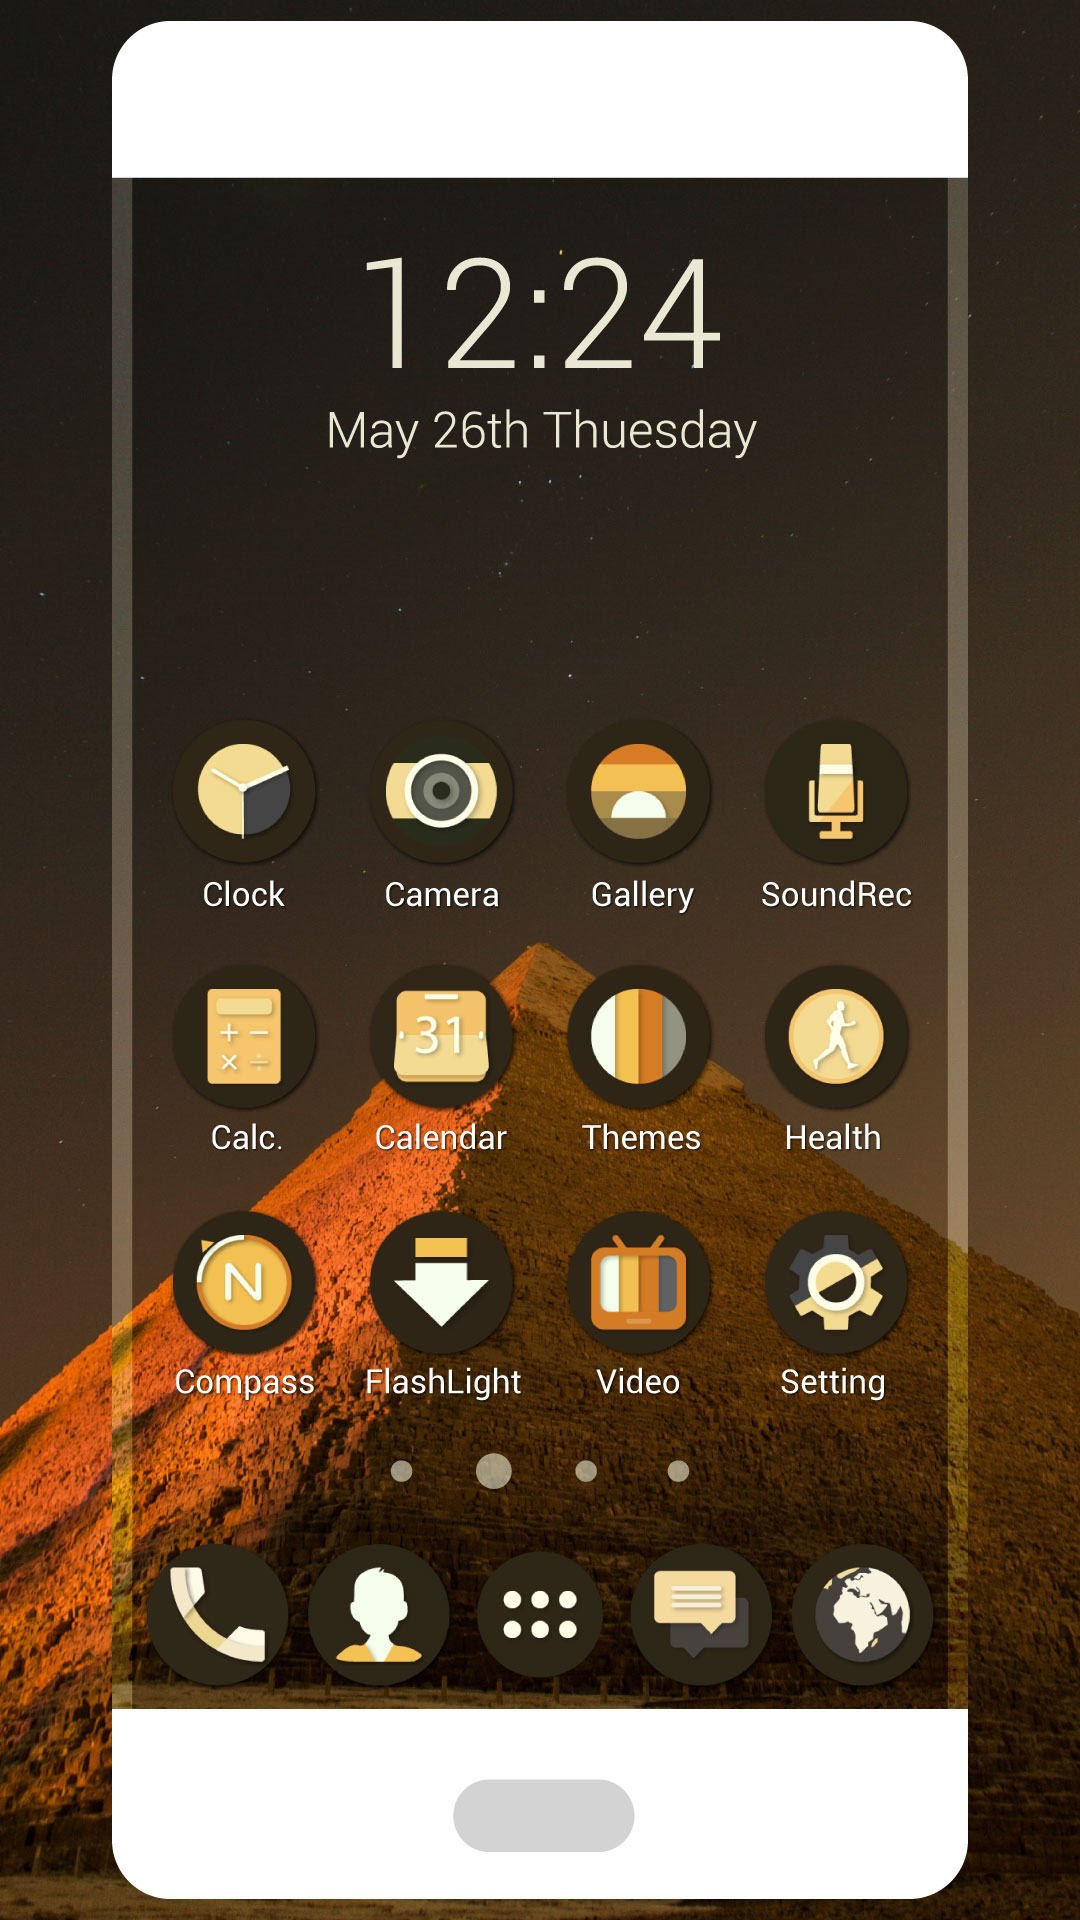 12:24
May 26th Thuesday
Clock Camera Gallery SoundRec
31
Calc. Calendar Themes Health
N
Compass FlashLight Video Setting